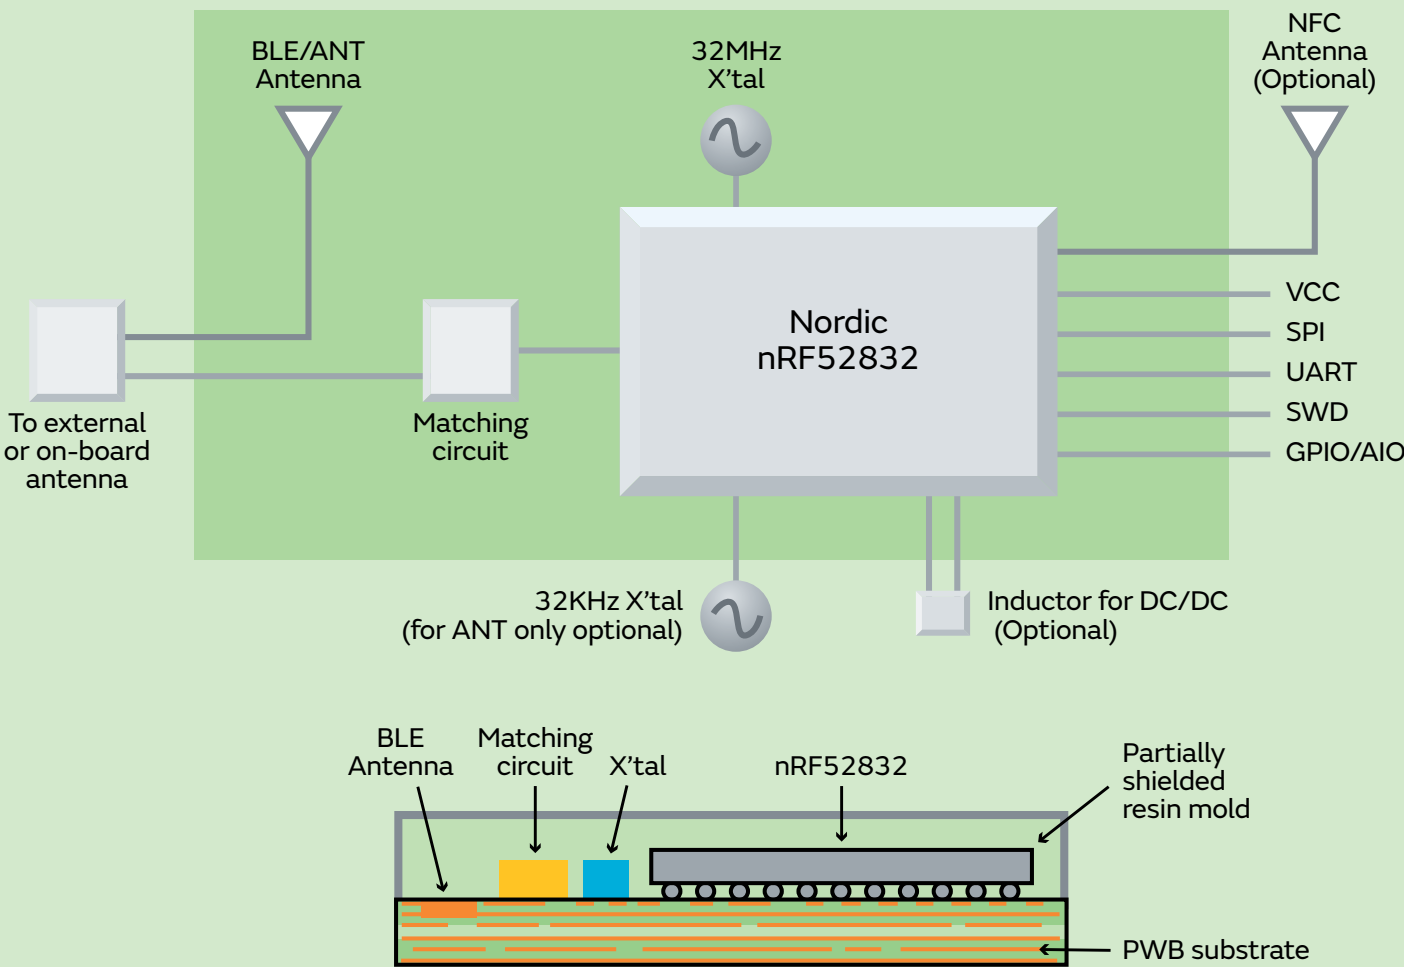 BLE/ANT
Antenna
32MHz
X’tal
NFC
Antenna
(Optional)
Nordic
nRF52832
VCC
SPI
UART
SWD
GPIO/AIO
To external
or on-board
antenna
Matching
circuit
32KHz X’tal
(for ANT only optional)
Inductor for DC/DC
(Optional)
BLE
Antenna
Matching
circuit
X’tal
nRF52832
Partially
shielded
resin mold
PWB substrate